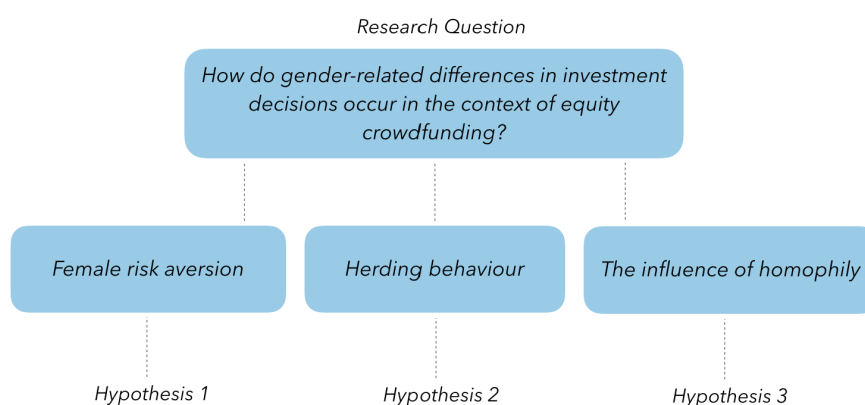 Research Question
How do gender-related differences in investment
decisions occur in the context of equity
crowdfunding?
Female risk aversion
Herding behaviour
The influence of homophily
Hypothesis 1
Hypothesis 2
Hypothesis 3